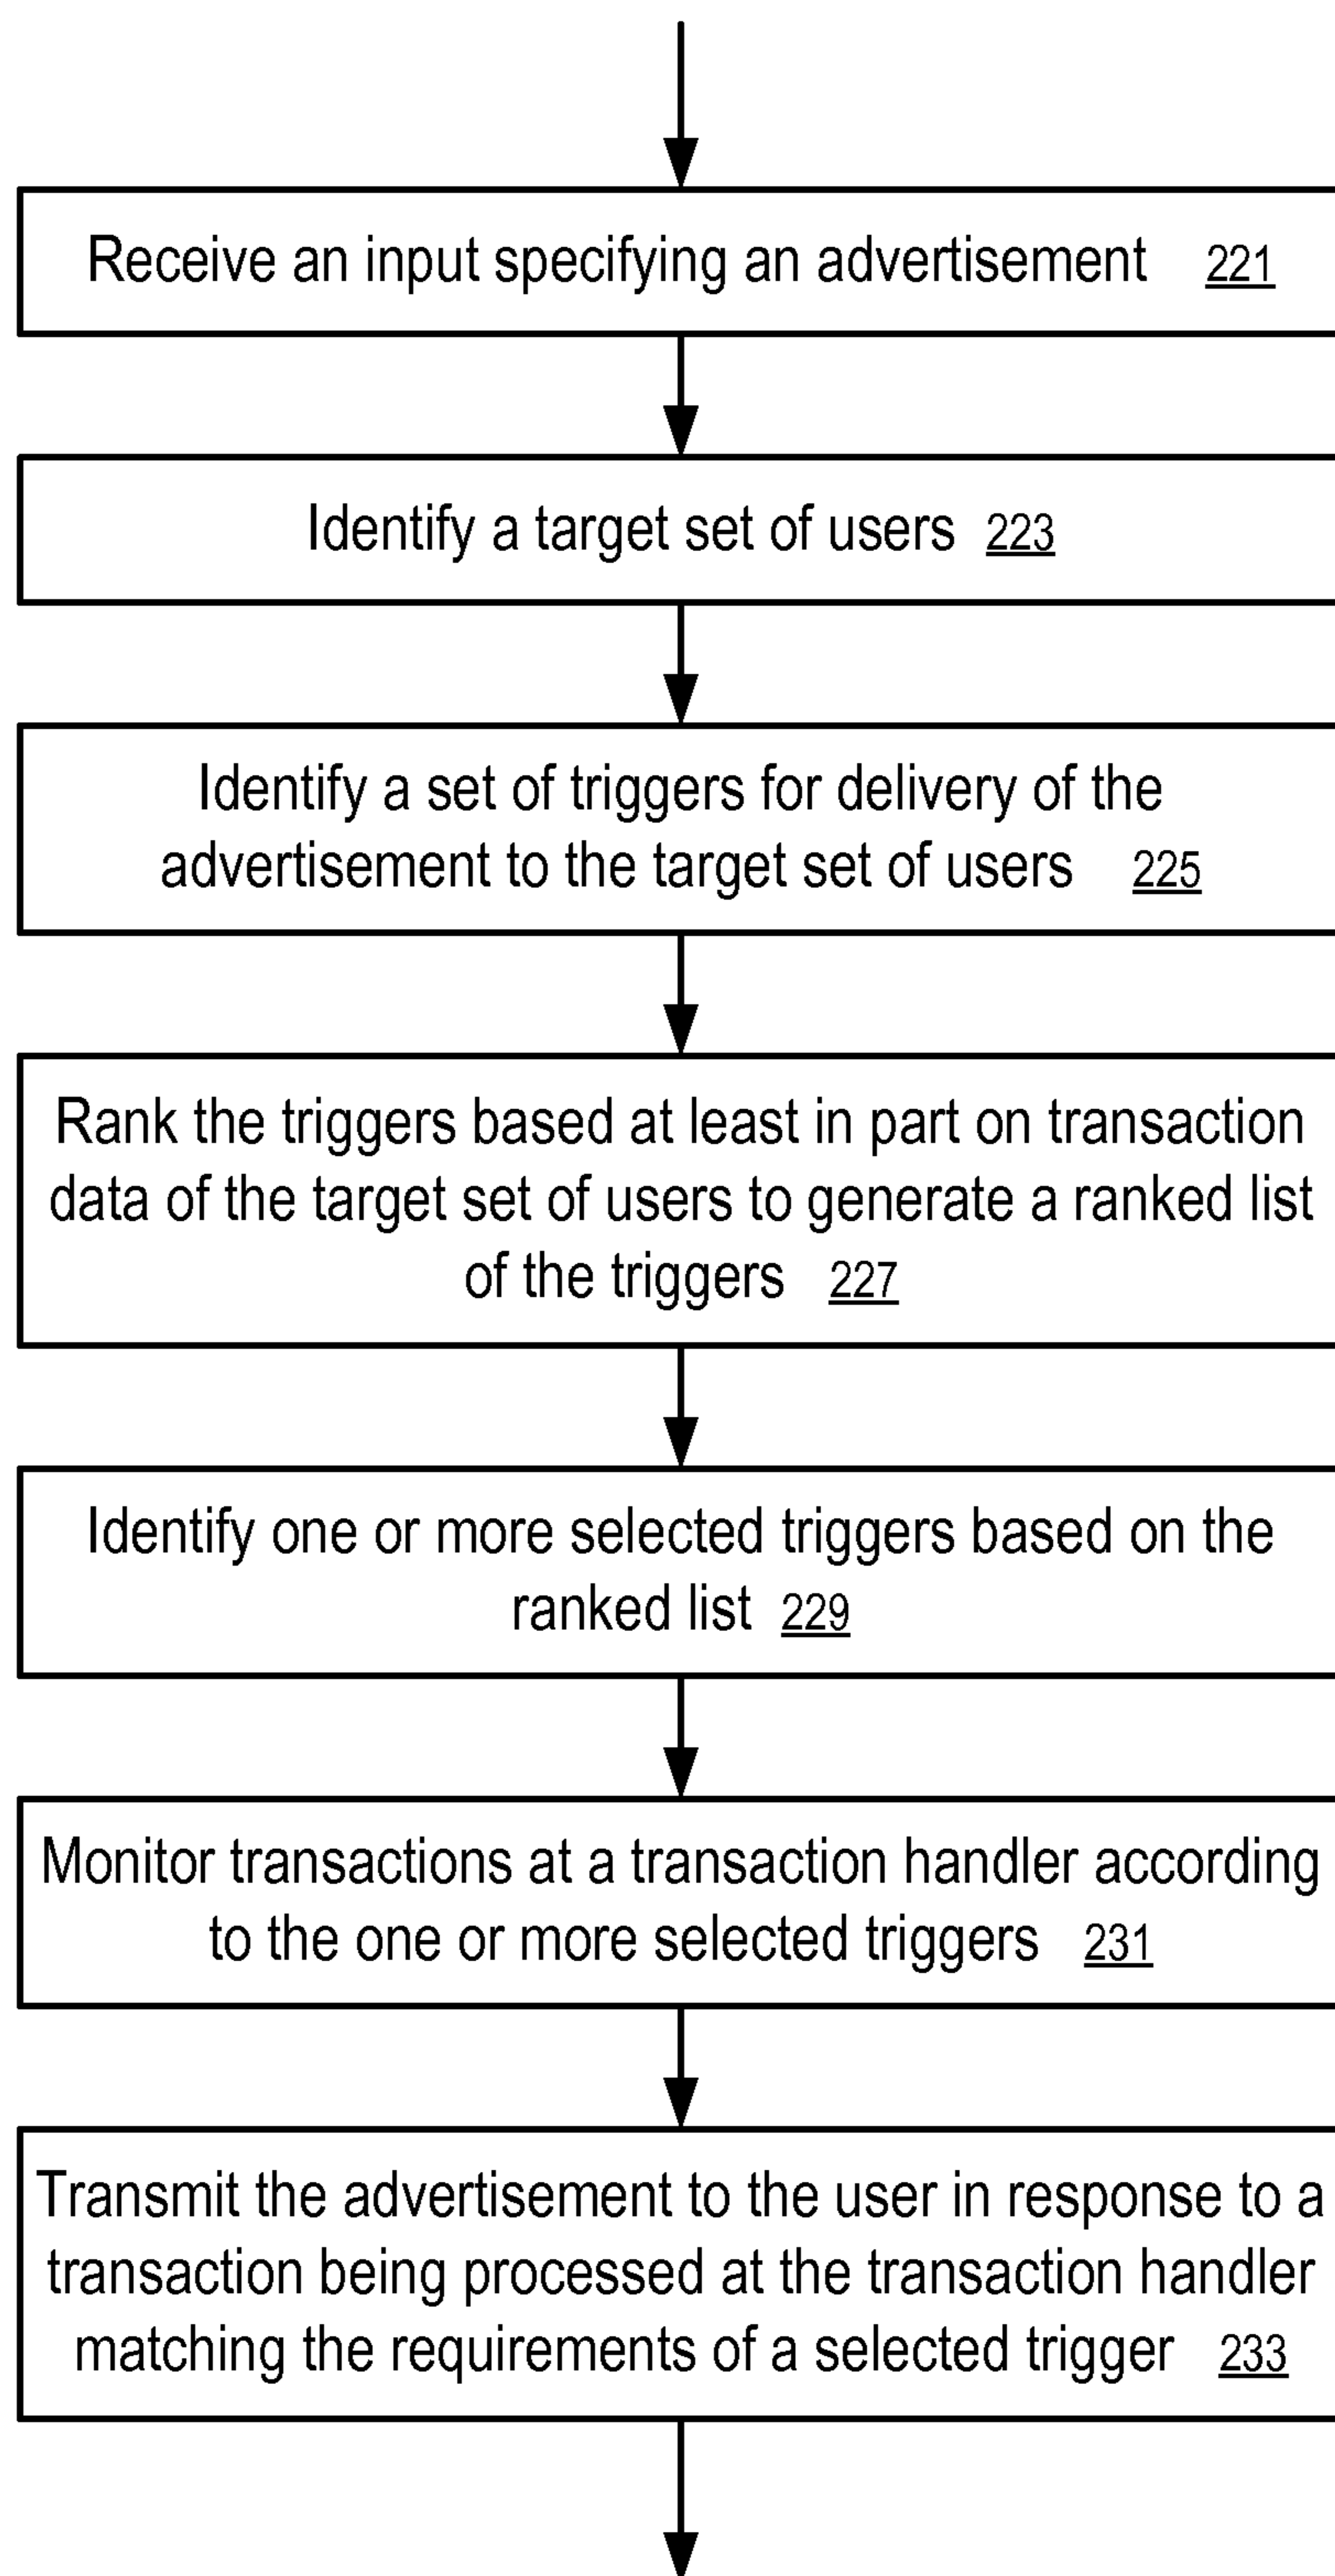 Receive an input specifying an advertisement 221
Identify a target set of users 223
Identify a set of triggers for delivery of the
advertisement to the target set of users 225
Rank the triggers based at least in part on transaction
data of the target set of users to generate a ranked list
of the triggers 227
Identify one or more selected triggers based on the
ranked list 229
Monitor transactions at a transaction handler according
to the one or more selected triggers 231
Transmit the advertisement to the user in response to a
transaction being processed at the transaction handler
matching the requirements of a selected trigger 233